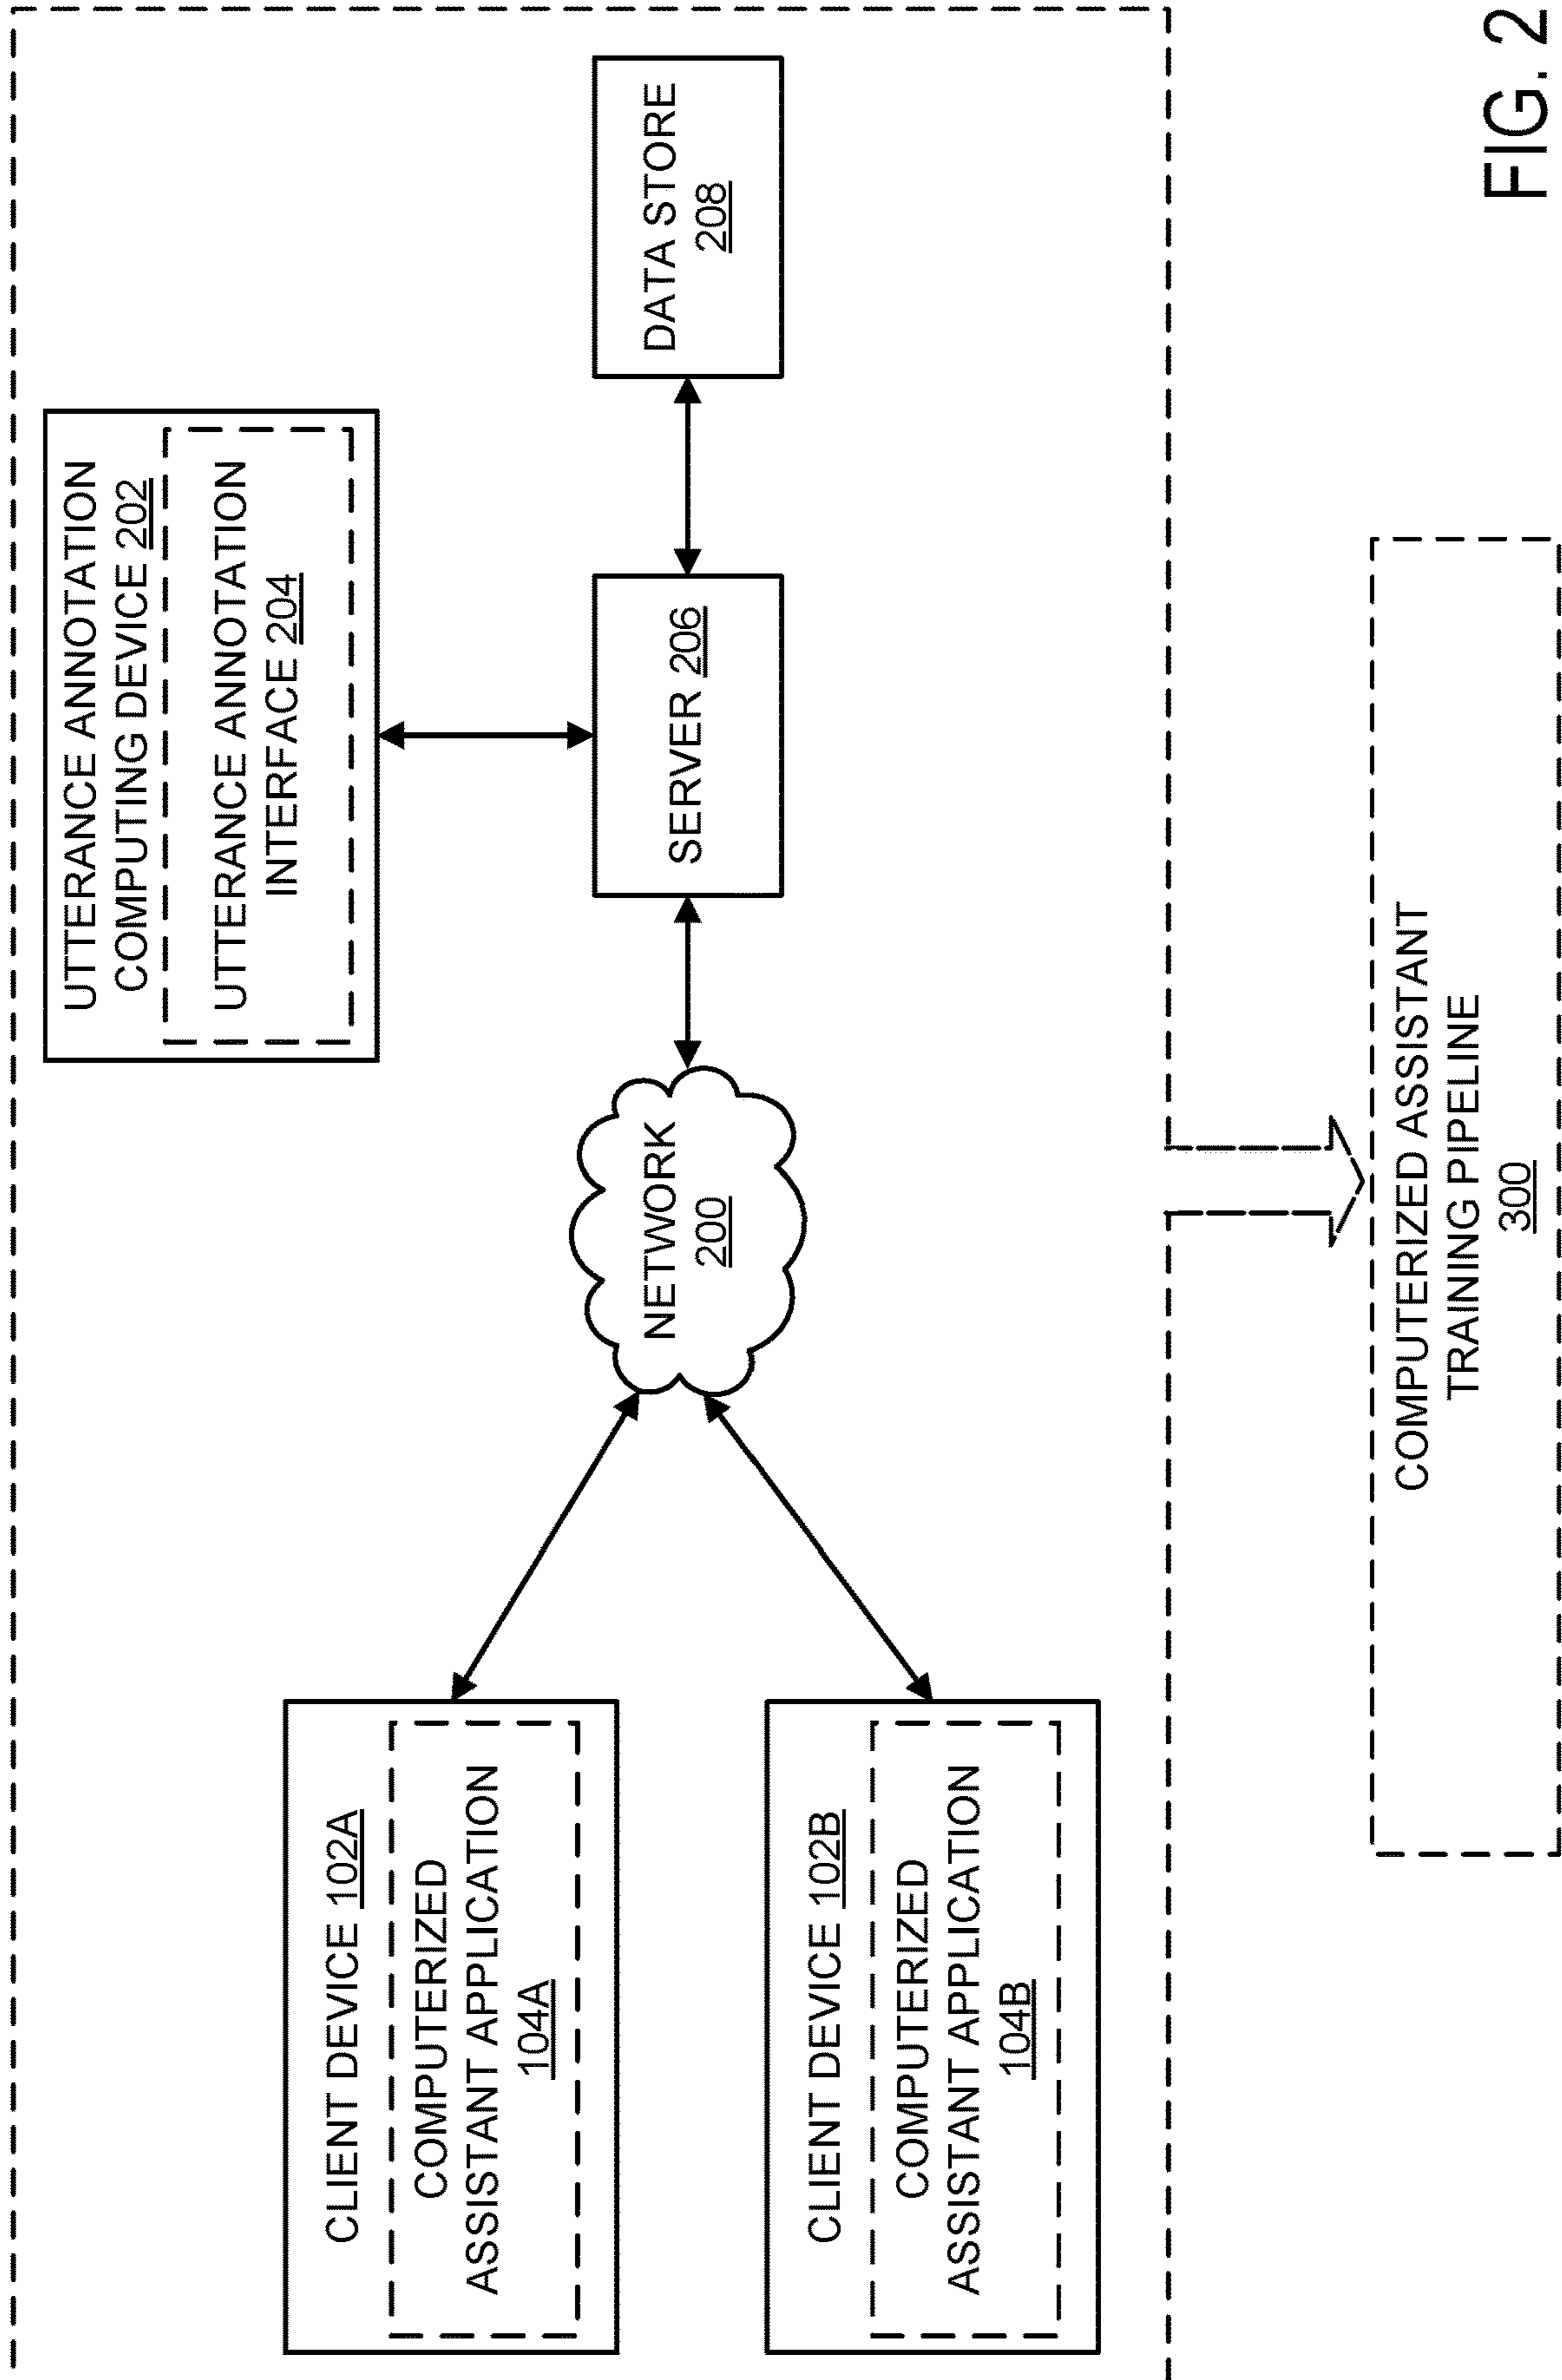 UTTERANCE ANNOTATION
COMPUTING DEVICE 202
UTTERANCE ANNOTATION
INTERFACE 204
CLIENT DEVICE 102A
COMPUTERIZED
ASSISTANT APPLICATION
104A
NETWORK
200
SERVER 206
DATA STORE
208
CLIENT DEVICE 102B
COMPUTERIZED
ASSISTANT APPLICATION
104B
COMPUTERIZED ASSISTANT
TRAINING PIPELINE
300
FIG. 2